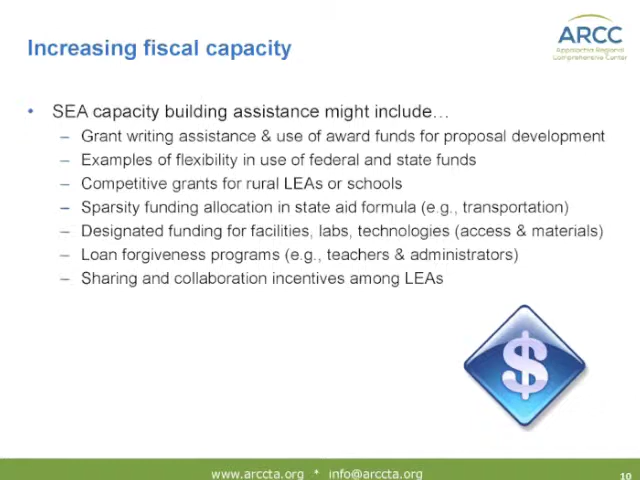 Increasing fiscal capacity
ARCC
Appalachia Regional
Comprehensive Center
• SEA capacity building assistance might include…
– Grant writing assistance & use of award funds for proposal development
– Examples of flexibility in use of federal and state funds
– Competitive grants for rural LEAs or schools
– Sparsity funding allocation in state aid formula (e.g., transportation)
– Designated funding for facilities, labs, technologies (access & materials)
– Loan forgiveness programs (e.g., teachers & administrators)
– Sharing and collaboration incentives among LEAs
$
www.arccta.org * info@arccta.org
10